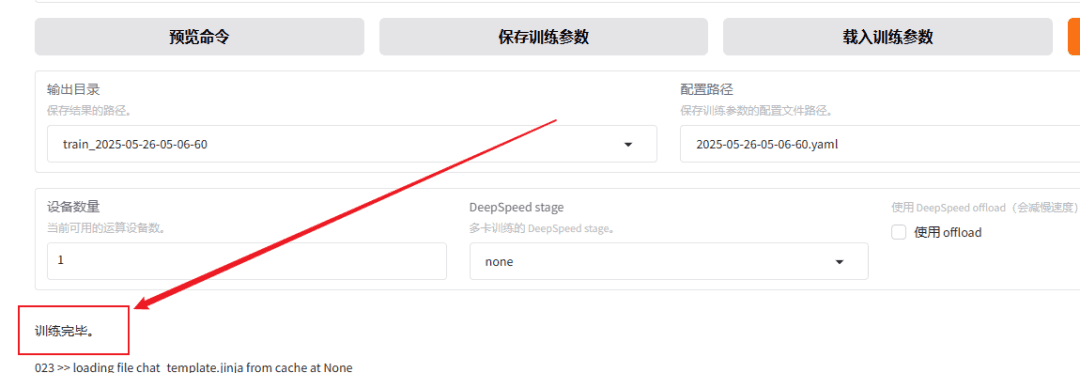 预览命令 保存训练参数 载入训练参数
输出目录 配置路径
保存结果的路径。 保存训练参数的配置文件路径。
train_2025-05-26-05-06-60 2025-05-26-05-06-60.yaml
设备数量 DeepSpeed stage 使用 DeepSpeed offload（会减慢速度）
当前可用的运算设备数。 多卡训练的 DeepSpeed stage。 使用 offload
1 none
训练完毕。
023 >> loading file chat_template.jinja from cache at None